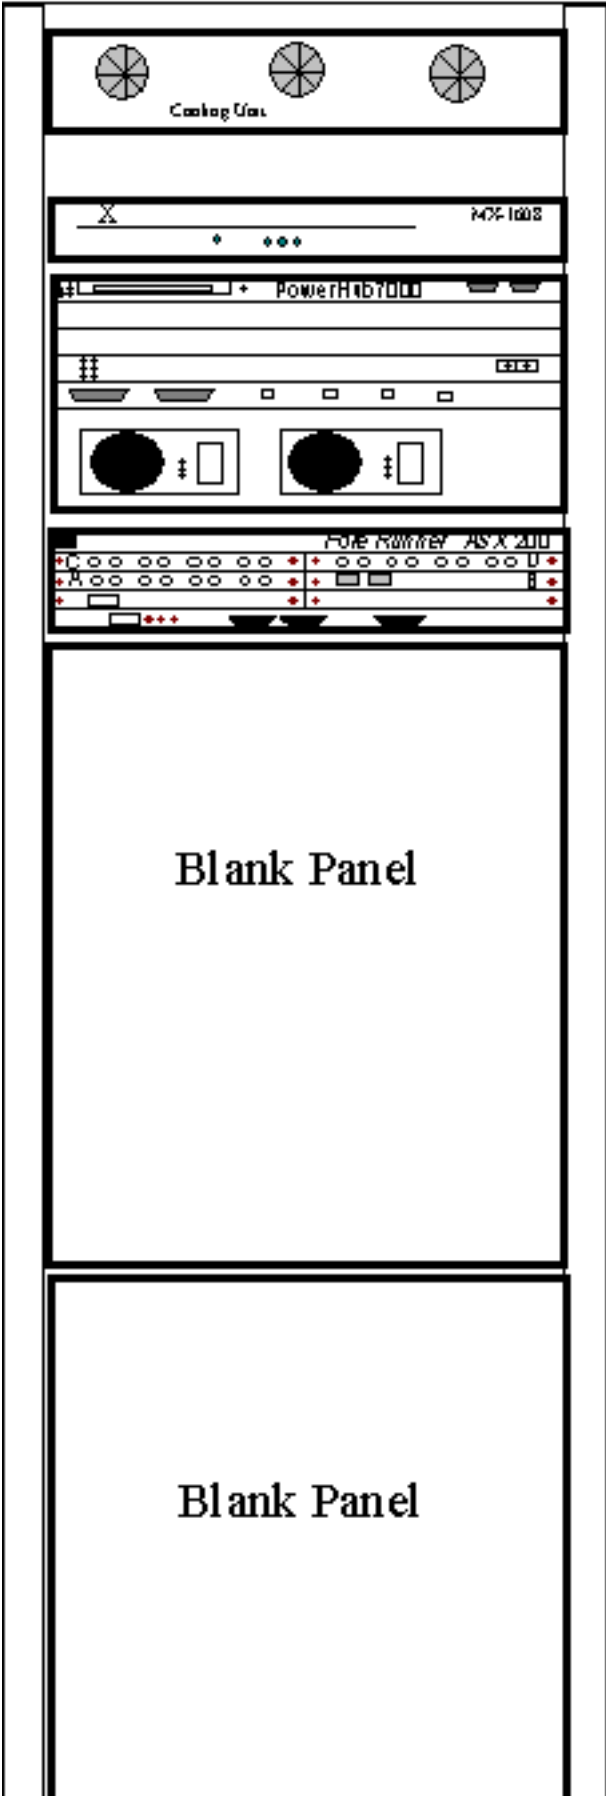 Cooling Unit
X
PowerHub7000
Fore Runner ASX 200
C
D
A
B
Blank Panel
Blank Panel